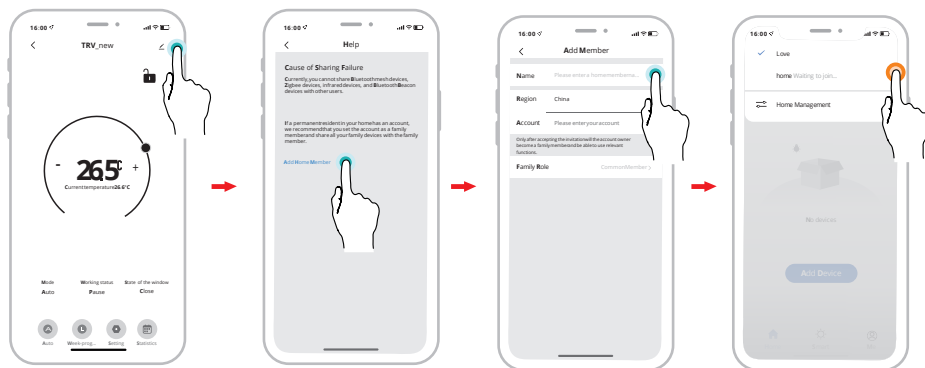 16:00
TRV_new
- 26.5°C +
Current temperature 26.6°C
Mode Working status State of the window
Auto Pause Close
Auto Week-prog... Setting Statistics
16:00
Help
Cause of Sharing Failure
Currently, you cannot share Bluetooth mesh devices,
Zigbee devices, infrared devices, and Bluetooth Beacon
devices with other users.
If a permanent resident in your home has an account,
we recommend that you set the account as a family
member and share all your family devices with the family
member.
Add Home Member
16:00
Add Member
Name Please enter a home member na...
Region China
Account Please enter your account
Only after accepting the invitation will the account owner
become a family member and be able to use relevant
functions.
Family Role Common Member >
16:00
Love
home Waiting to join...
Home Management
No devices
Add Device